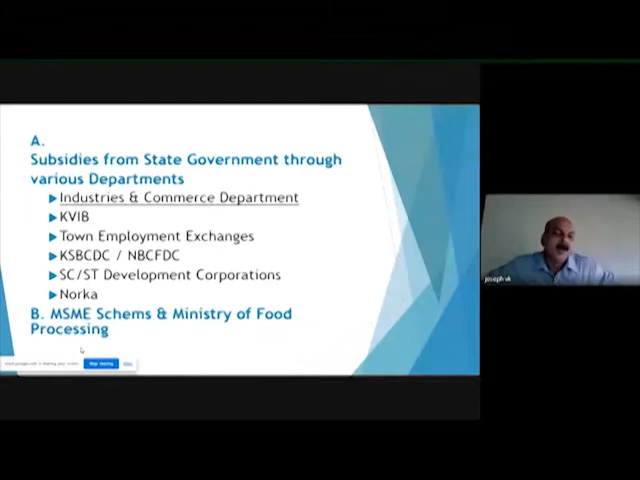 A.
Subsidies from State Government through
various Departments
Industries & Commerce Department
KVIB
Town Employment Exchanges
KSBCDC / NBCFDC
SC/ST Development Corporations
Norka
B. MSME Schems & Ministry of Food
Processing
Stop sharing
joseph vk